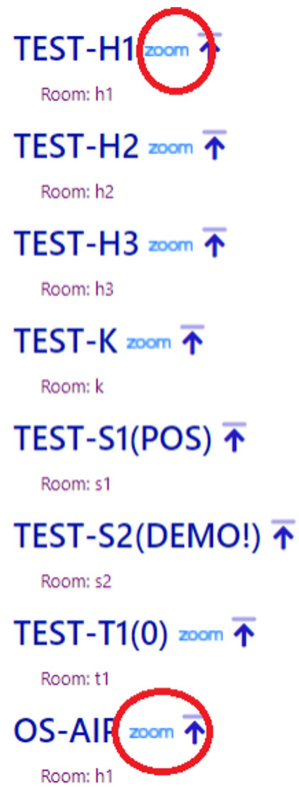 TEST-H1 zoom
Room: h1
TEST-H2 zoom
Room: h2
TEST-H3 zoom
Room: h3
TEST-K zoom
Room: k
TEST-S1(POS)
Room: s1
TEST-S2(DEMO!)
Room: s2
TEST-T1(0) zoom
Room: t1
OS-AIP zoom
Room: h1